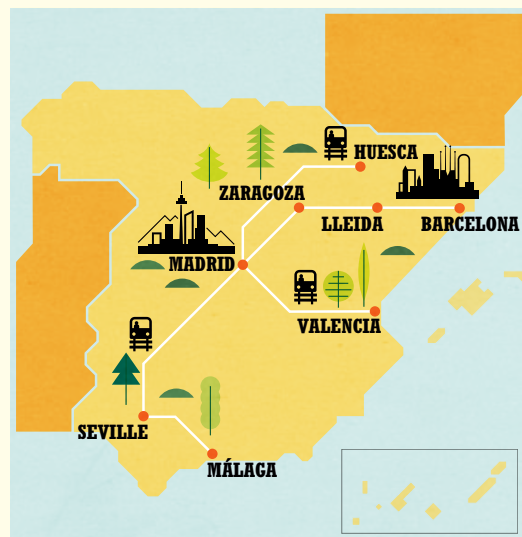 HUESCA
ZARAGOZA
LLEIDA
BARCELONA
MADRID
VALENCIA
SEVILLE
MÁLAGA